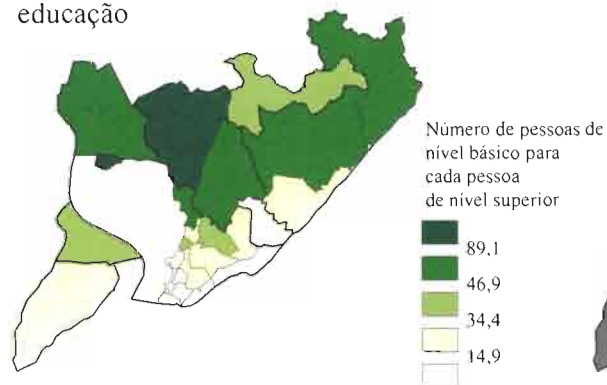 educação
Número de pessoas de
nível básico para
cada pessoa
de nível superior
89,1
46,9
34,4
14,9